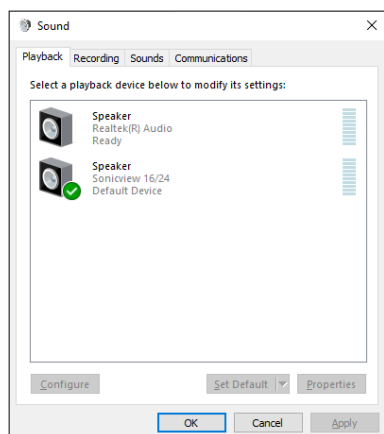 Sound
Playback Recording Sounds Communications
Select a playback device below to modify its settings:
Speaker
Realtek(R) Audio
Ready
Speaker
Sonicview 16/24
Default Device
Configure Set Default Properties
OK Cancel Apply